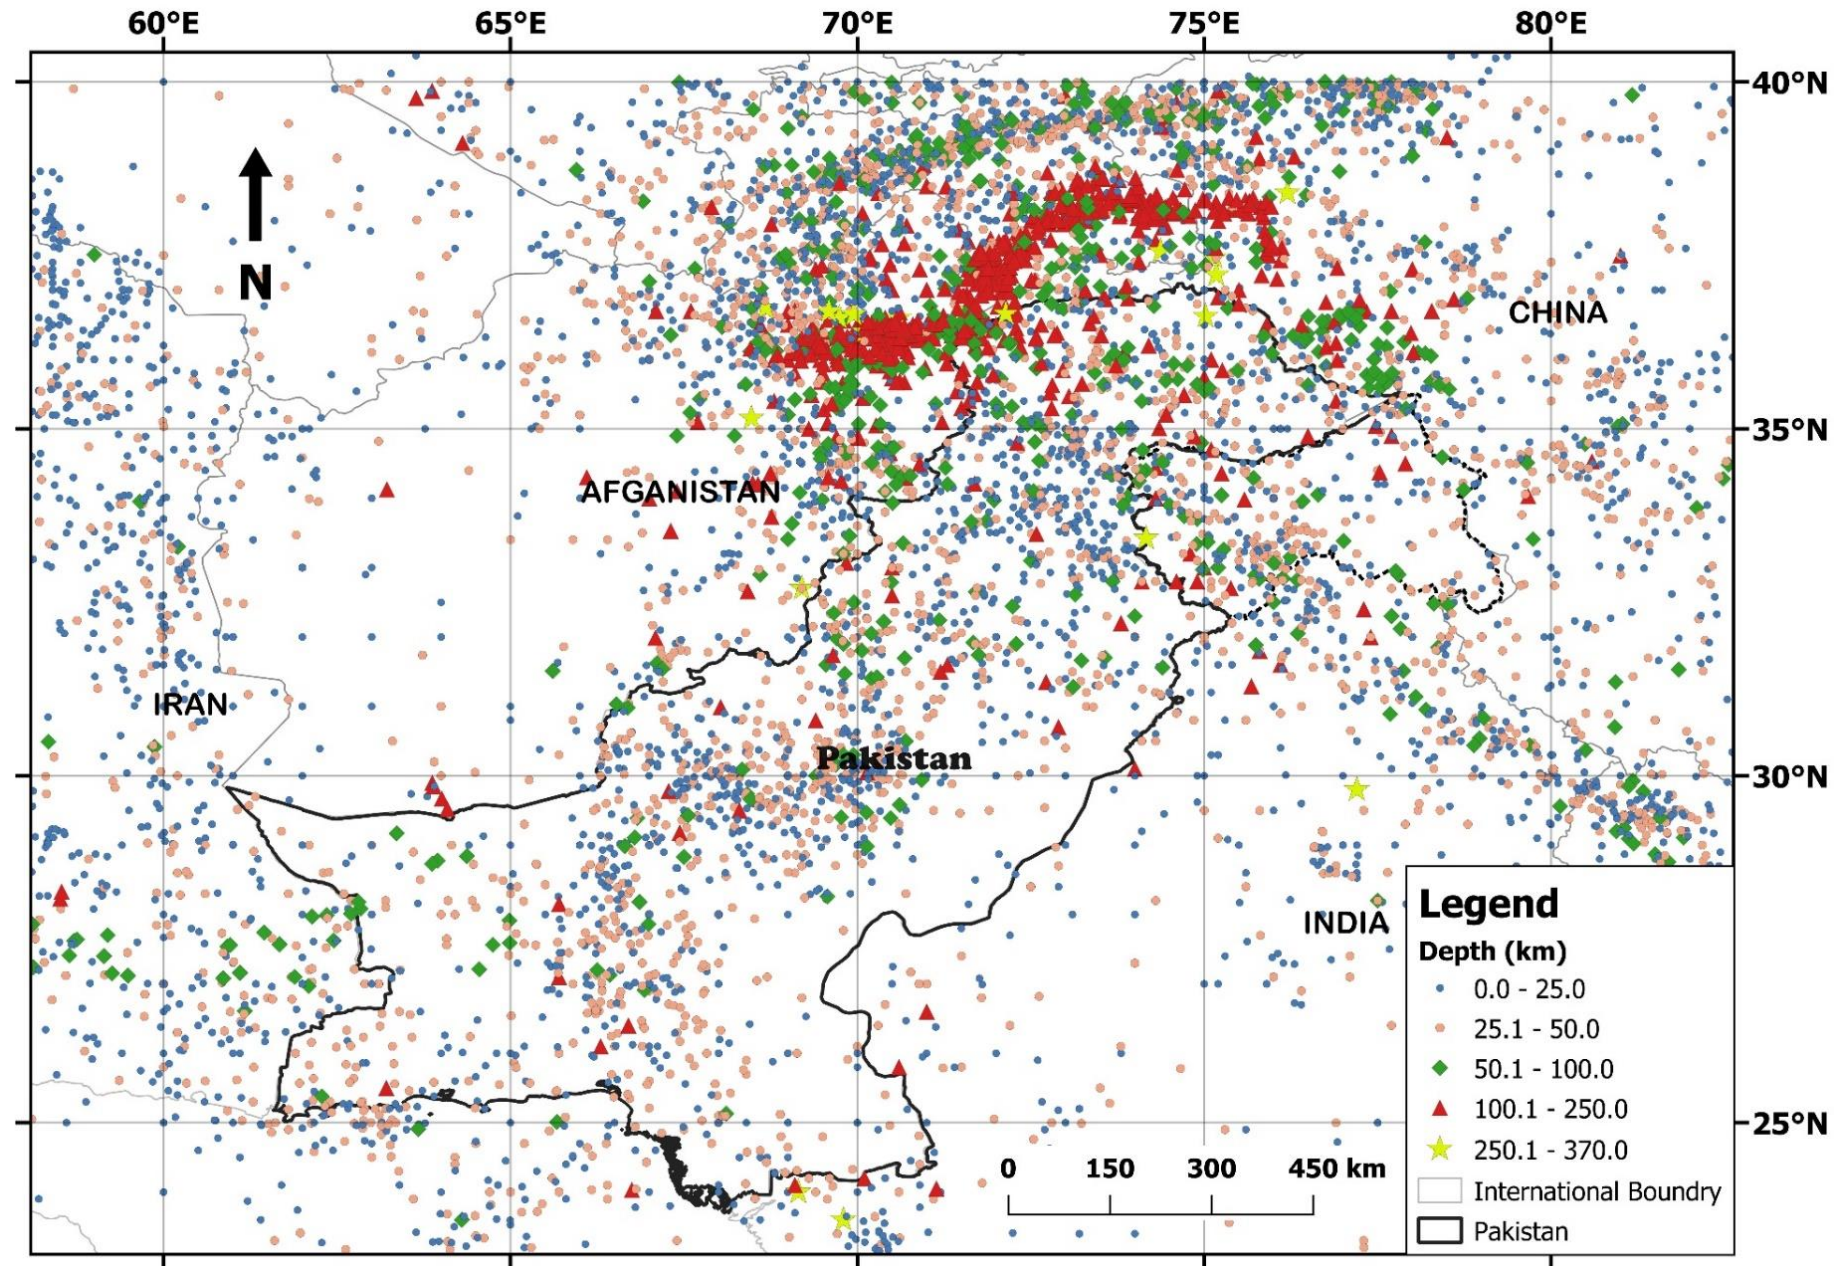 60°E 65°E 70°E 75°E 80°E
40°N
N
CHINA
35°N
AFGANISTAN
IRAN
Pakistan
30°N
INDIA
Legend
Depth (km)
0.0 - 25.0
25.1 - 50.0
50.1 - 100.0
100.1 - 250.0
250.1 - 370.0
International Boundry
Pakistan
25°N
0 150 300 450 km